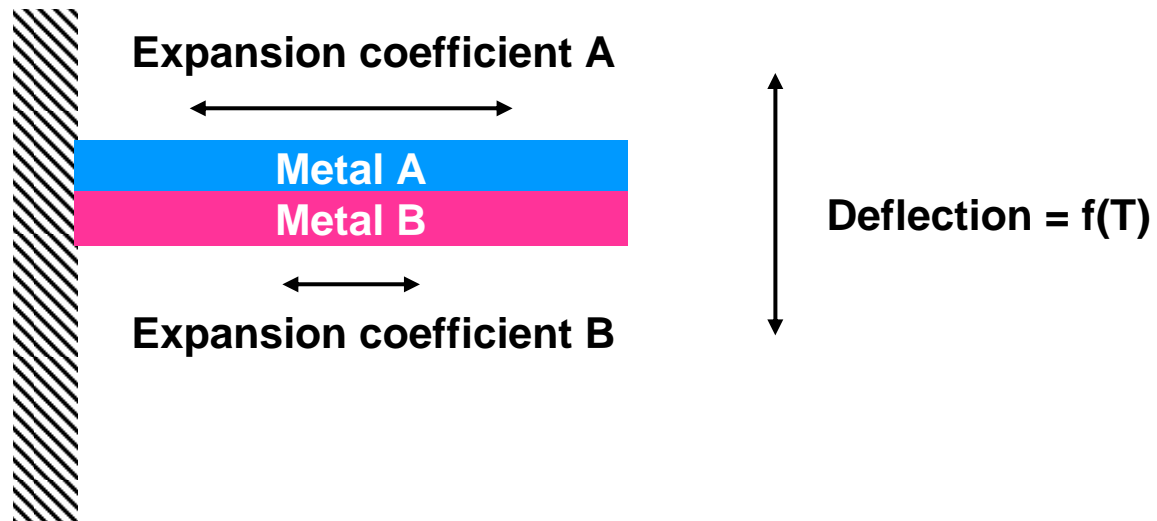 Expansion coefficient A
Metal A
Metal B
Deflection = f(T)
Expansion coefficient B